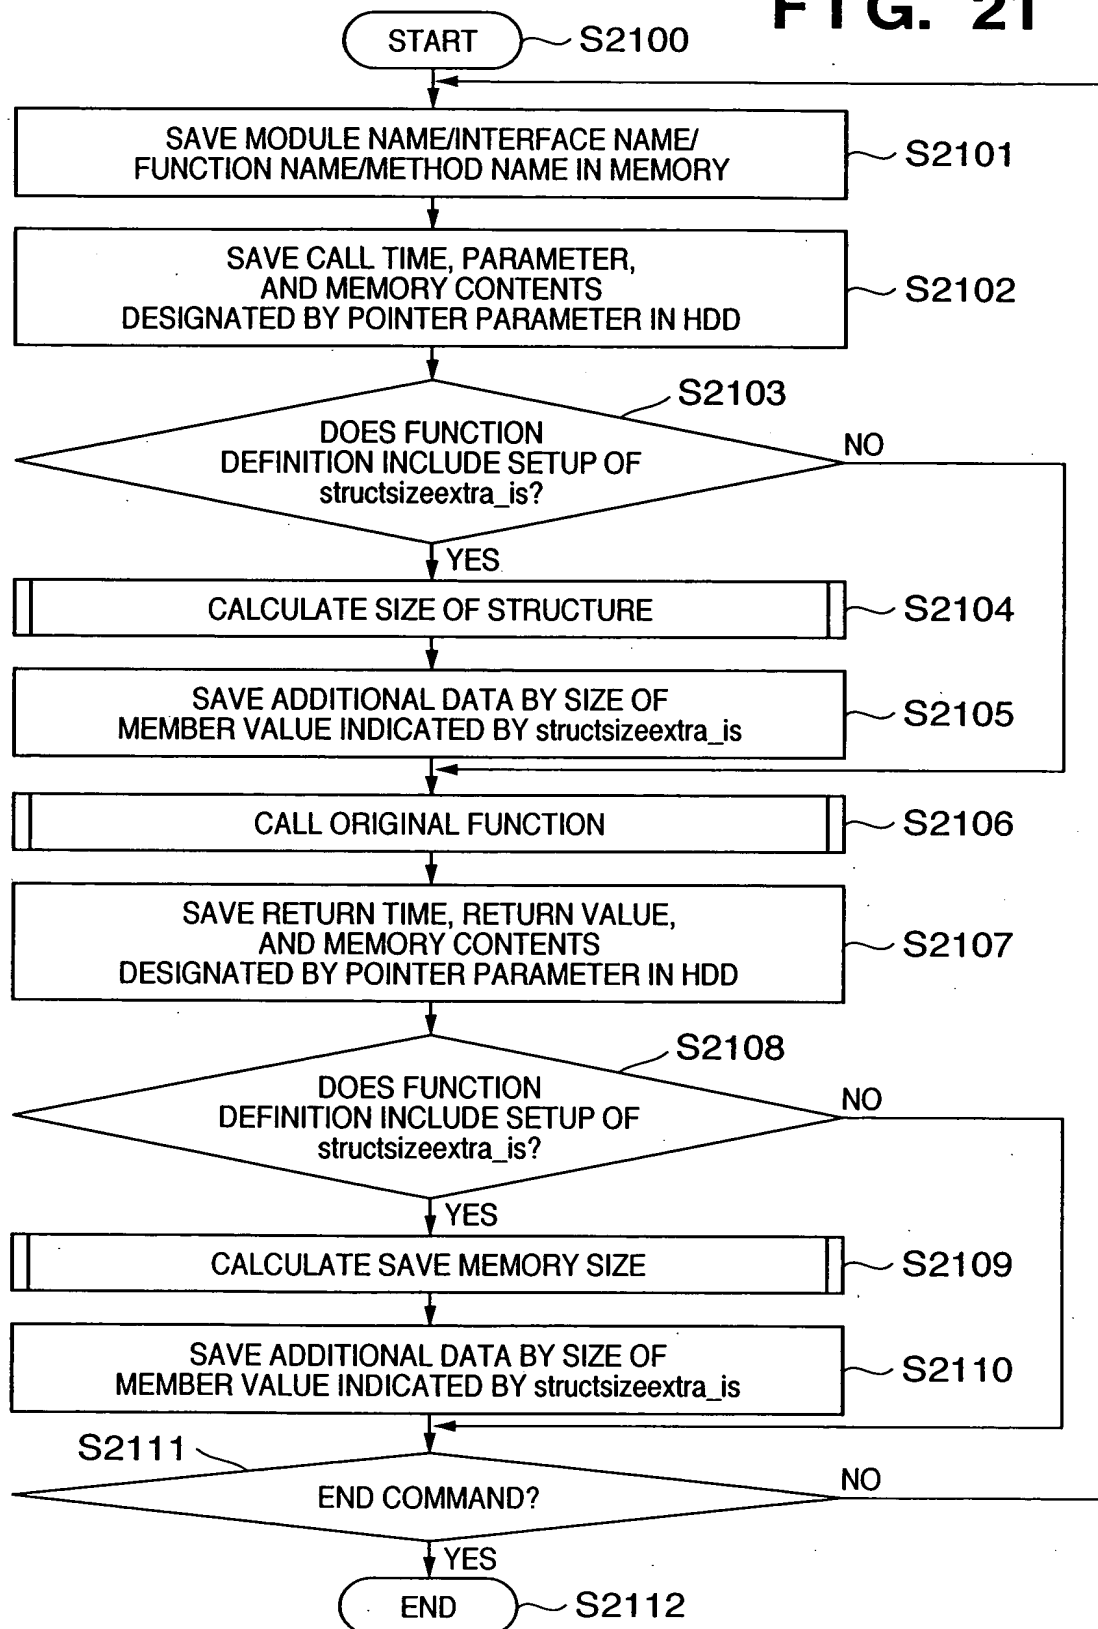 FIG. 21
START
S2100
SAVE MODULE NAME/INTERFACE NAME/
FUNCTION NAME/METHOD NAME IN MEMORY
S2101
SAVE CALL TIME, PARAMETER,
AND MEMORY CONTENTS
DESIGNATED BY POINTER PARAMETER IN HDD
S2102
S2103
DOES FUNCTION
DEFINITION INCLUDE SETUP OF
structsizeextra_is?
NO
YES
CALCULATE SIZE OF STRUCTURE
S2104
SAVE ADDITIONAL DATA BY SIZE OF
MEMBER VALUE INDICATED BY structsizeextra_is
S2105
CALL ORIGINAL FUNCTION
S2106
SAVE RETURN TIME, RETURN VALUE,
AND MEMORY CONTENTS
DESIGNATED BY POINTER PARAMETER IN HDD
S2107
S2108
DOES FUNCTION
DEFINITION INCLUDE SETUP OF
structsizeextra_is?
NO
YES
CALCULATE SAVE MEMORY SIZE
S2109
SAVE ADDITIONAL DATA BY SIZE OF
MEMBER VALUE INDICATED BY structsizeextra_is
S2110
S2111
END COMMAND?
NO
YES
END
S2112